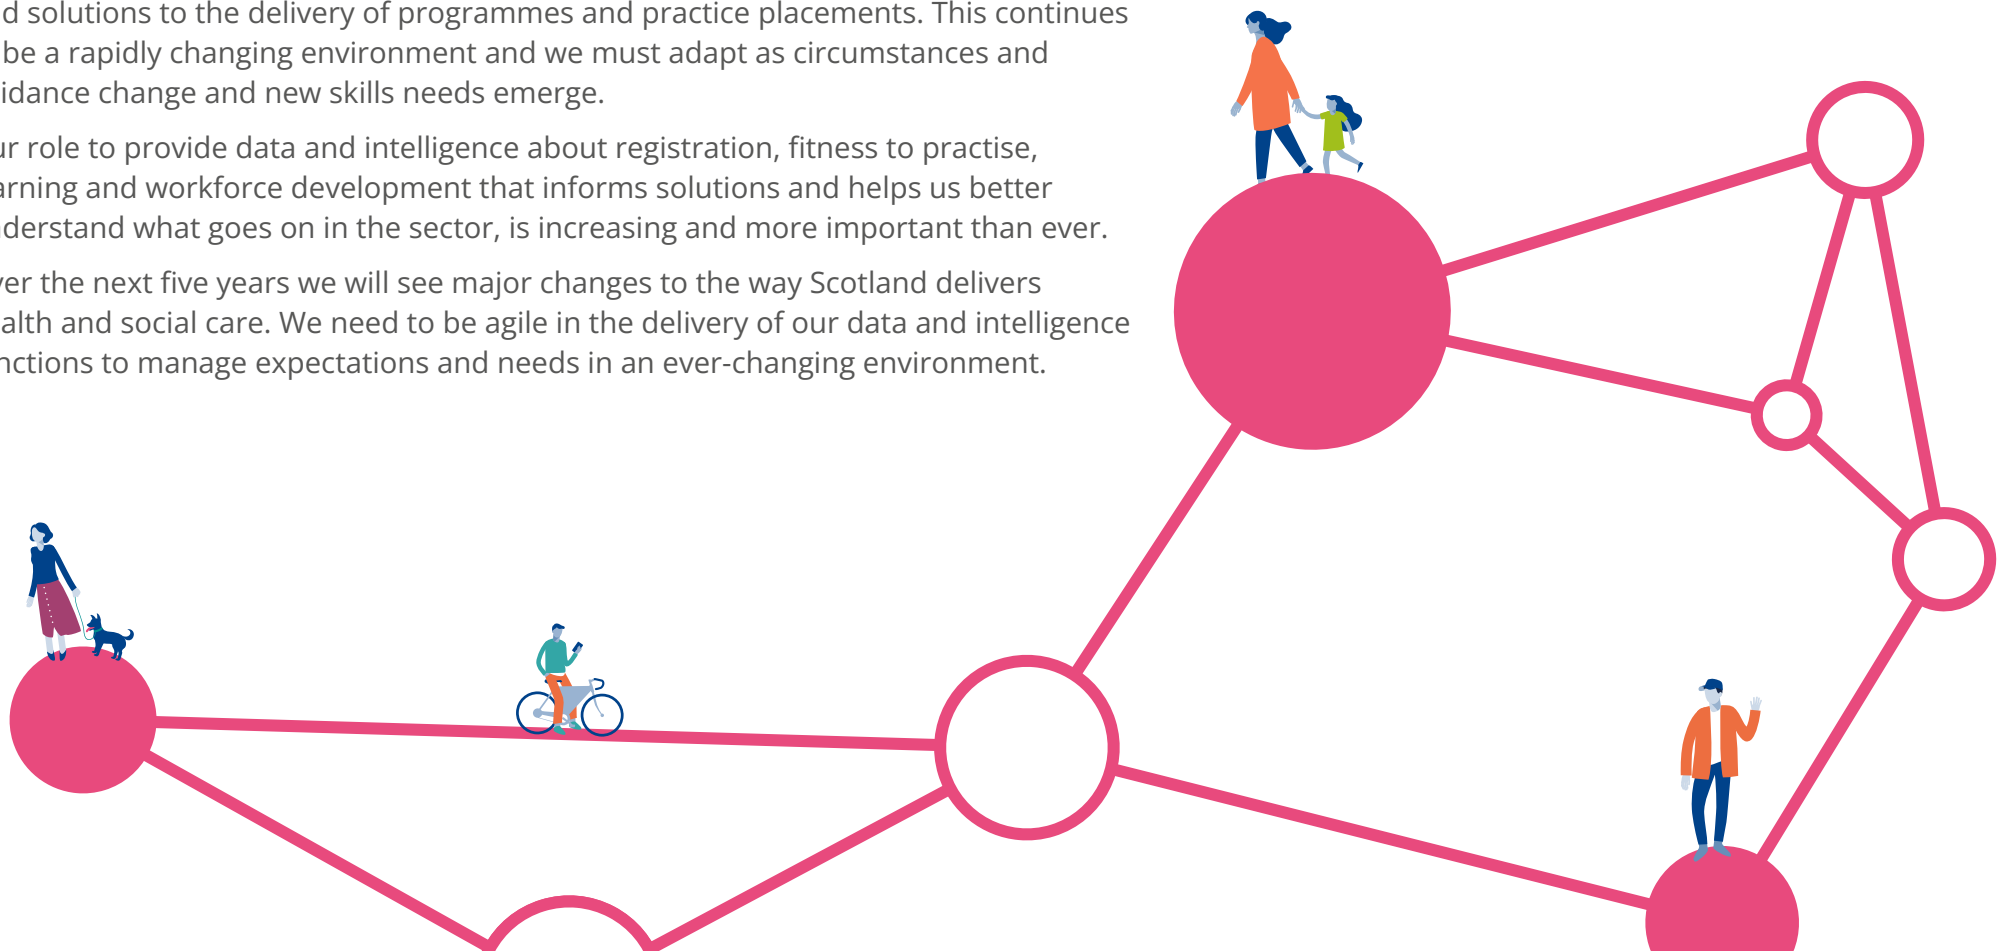 d solutions to the delivery of programmes and practice placements. This continues
be a rapidly changing environment and we must adapt as circumstances and
idance change and new skills needs emerge.
ur role to provide data and intelligence about registration, fitness to practise,
arning and workforce development that informs solutions and helps us better
derstand what goes on in the sector, is increasing and more important than ever.
er the next five years we will see major changes to the way Scotland delivers
alth and social care. We need to be agile in the delivery of our data and intelligence
nctions to manage expectations and needs in an ever-changing environment.